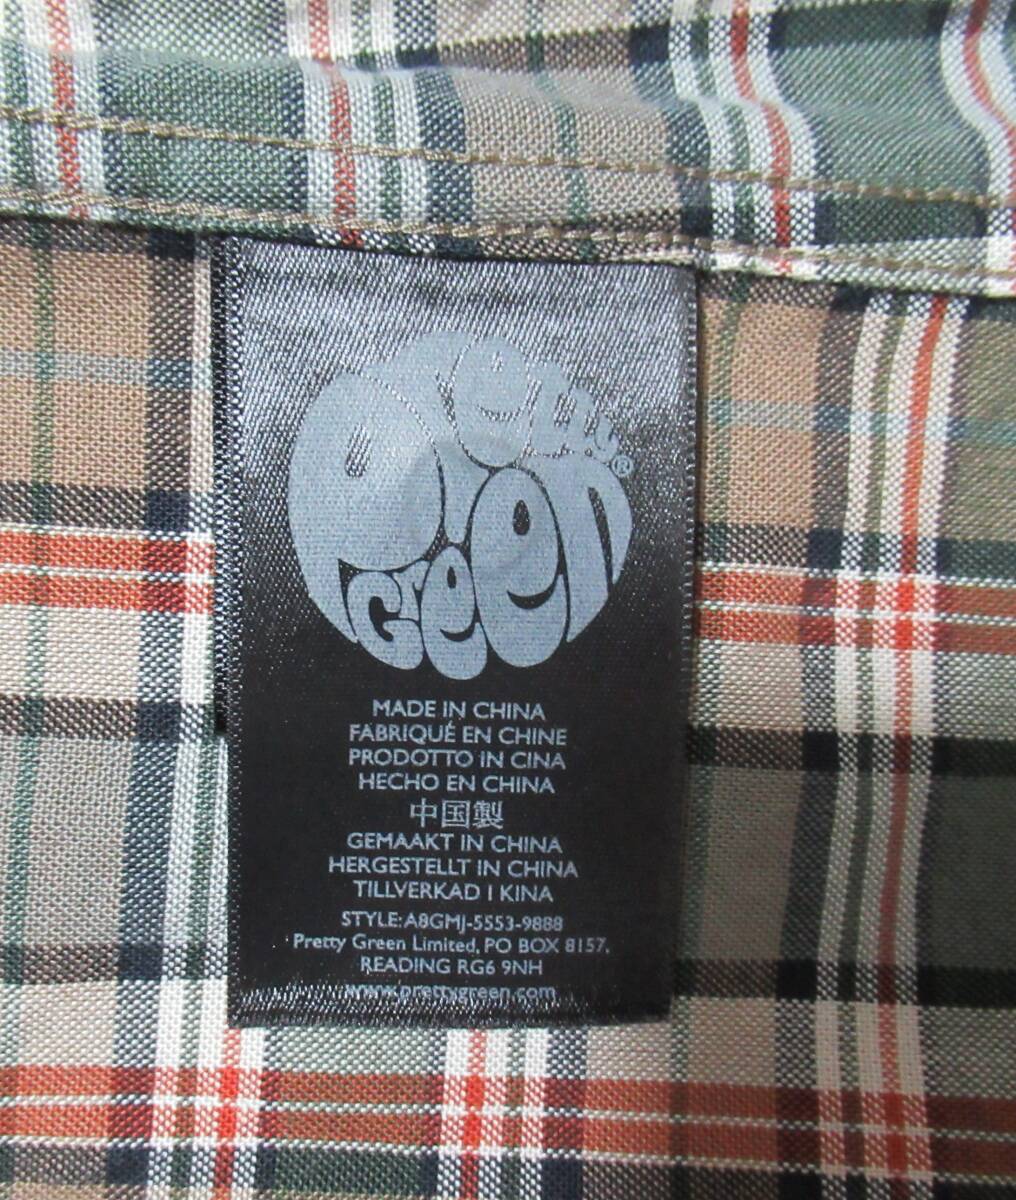 Pretty
Green®
MADE IN CHINA
FABRIQUÉ EN CHINE
PRODOTTO IN CINA
HECHO EN CHINA
中国製
GEMAAKT IN CHINA
HERGESTELLT IN CHINA
TILLVERKAD I KINA
STYLE: A8GMJ-5553-9888
Pretty Green Limited, PO BOX 8157,
READING RG6 9NH
www.prettygreen.com